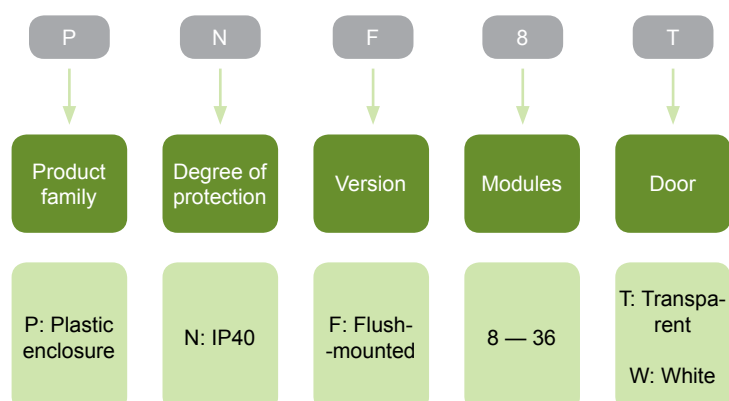 P
N
F
8
T
Product
family
Degree of
protection
Version
Modules
Door
P: Plastic
enclosure
N: IP40
F: Flush-
-mounted
8 — 36
T: Transpa-
rent
W: White